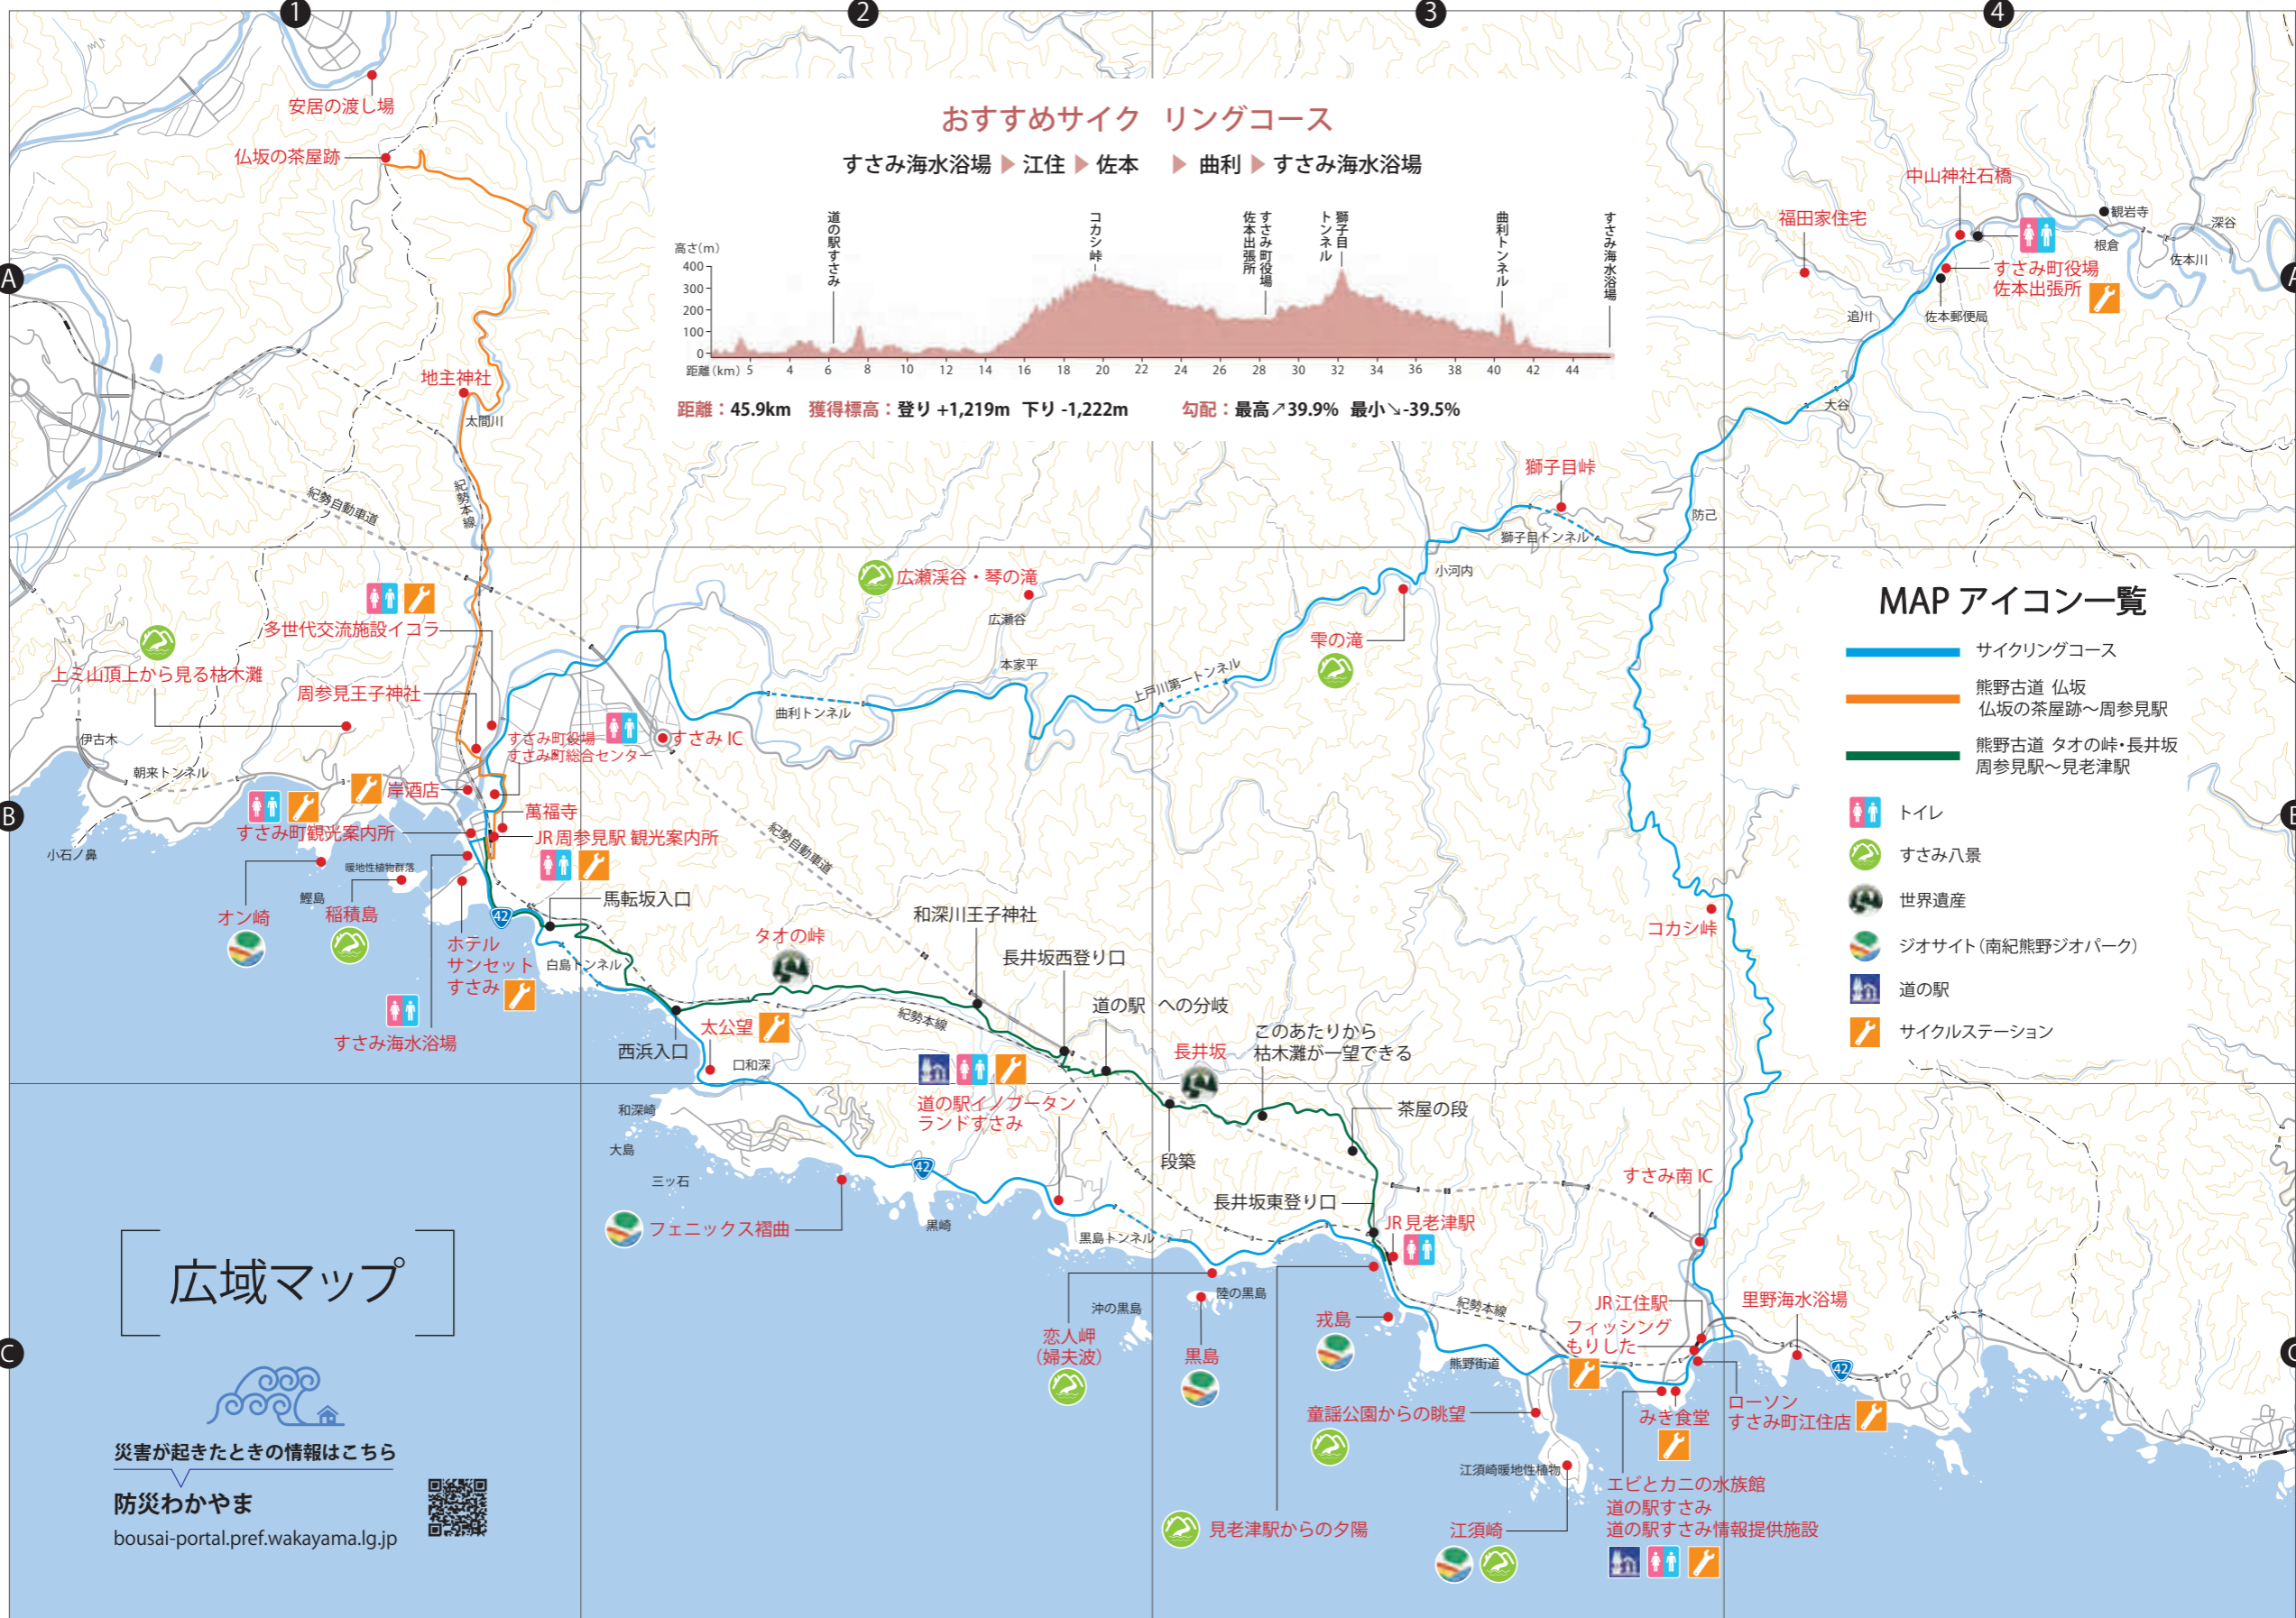 1
2
3
4
A
A
B
B
C
C
安居の渡し場
仏坂の茶屋跡
地主神社
太間川
紀勢本線
紀勢自動車道
おすすめサイク リングコース
すさみ海水浴場 ▶ 江住 ▶ 佐本 ▶ 曲利 ▶ すさみ海水浴場
道の駅すさみ
コカシ峠
すさみ町役場
佐本出張所
獅子目
トンネル
曲利トンネル
すさみ海水浴場
高さ(m)
400
300
200
100
0
距離(km) 5 4 6 8 10 12 14 16 18 20 22 24 26 28 30 32 34 36 38 40 42 44
距離：45.9km 獲得標高：登り +1,219m 下り -1,222m 勾配：最高↗39.9% 最小↘-39.5%
中山神社石橋
福田家住宅
観岩寺
深谷
根倉
佐本川
すさみ町役場
佐本出張所
追川
佐本郵便局
大谷
獅子目峠
防己
獅子目トンネル
小河内
広瀬渓谷・琴の滝
広瀬谷
雫の滝
本家平
上戸川第一トンネル
曲利トンネル
多世代交流施設イコラ
上ミ山頂上から見る枯木灘
周参見王子神社
伊古木
朝来トンネル
すさみ町役場
すさみ町総合センター
すさみ IC
岸酒店
萬福寺
すさみ町観光案内所
JR 周参見駅 観光案内所
小石ノ鼻
暖地性植物群落
鰹島
オン崎
稲積島
42
馬転坂入口
紀勢自動車道
ホテル
サンセット
すさみ
白島トンネル
すさみ海水浴場
タオの峠
和深川王子神社
長井坂西登り口
道の駅 への分岐
このあたりから
枯木灘が一望できる
紀勢本線
太公望
西浜入口
口和深
長井坂
コカシ峠
MAP アイコン一覧
サイクリングコース
熊野古道 仏坂
仏坂の茶屋跡～周参見駅
熊野古道 タオの峠・長井坂
周参見駅～見老津駅
トイレ
すさみ八景
世界遺産
ジオサイト(南紀熊野ジオパーク)
道の駅
サイクルステーション
和深崎
大島
三ッ石
道の駅イノブータン
ランドすさみ
段築
茶屋の段
42
フェニックス褶曲
黒崎
長井坂東登り口
JR 見老津駅
すさみ南 IC
黒島トンネル
陸の黒島
沖の黒島
恋人岬
(婦夫波)
黒島
戎島
紀勢本線
熊野街道
JR 江住駅
フィッシング
もりした
里野海水浴場
42
童謡公園からの眺望
みき食堂
ローソン
すさみ町江住店
江須崎暖地性植物
エビとカニの水族館
道の駅すさみ
道の駅すさみ情報提供施設
見老津駅からの夕陽
江須崎
広域マップ
災害が起きたときの情報はこちら
防災わかやま
bousai-portal.pref.wakayama.lg.jp